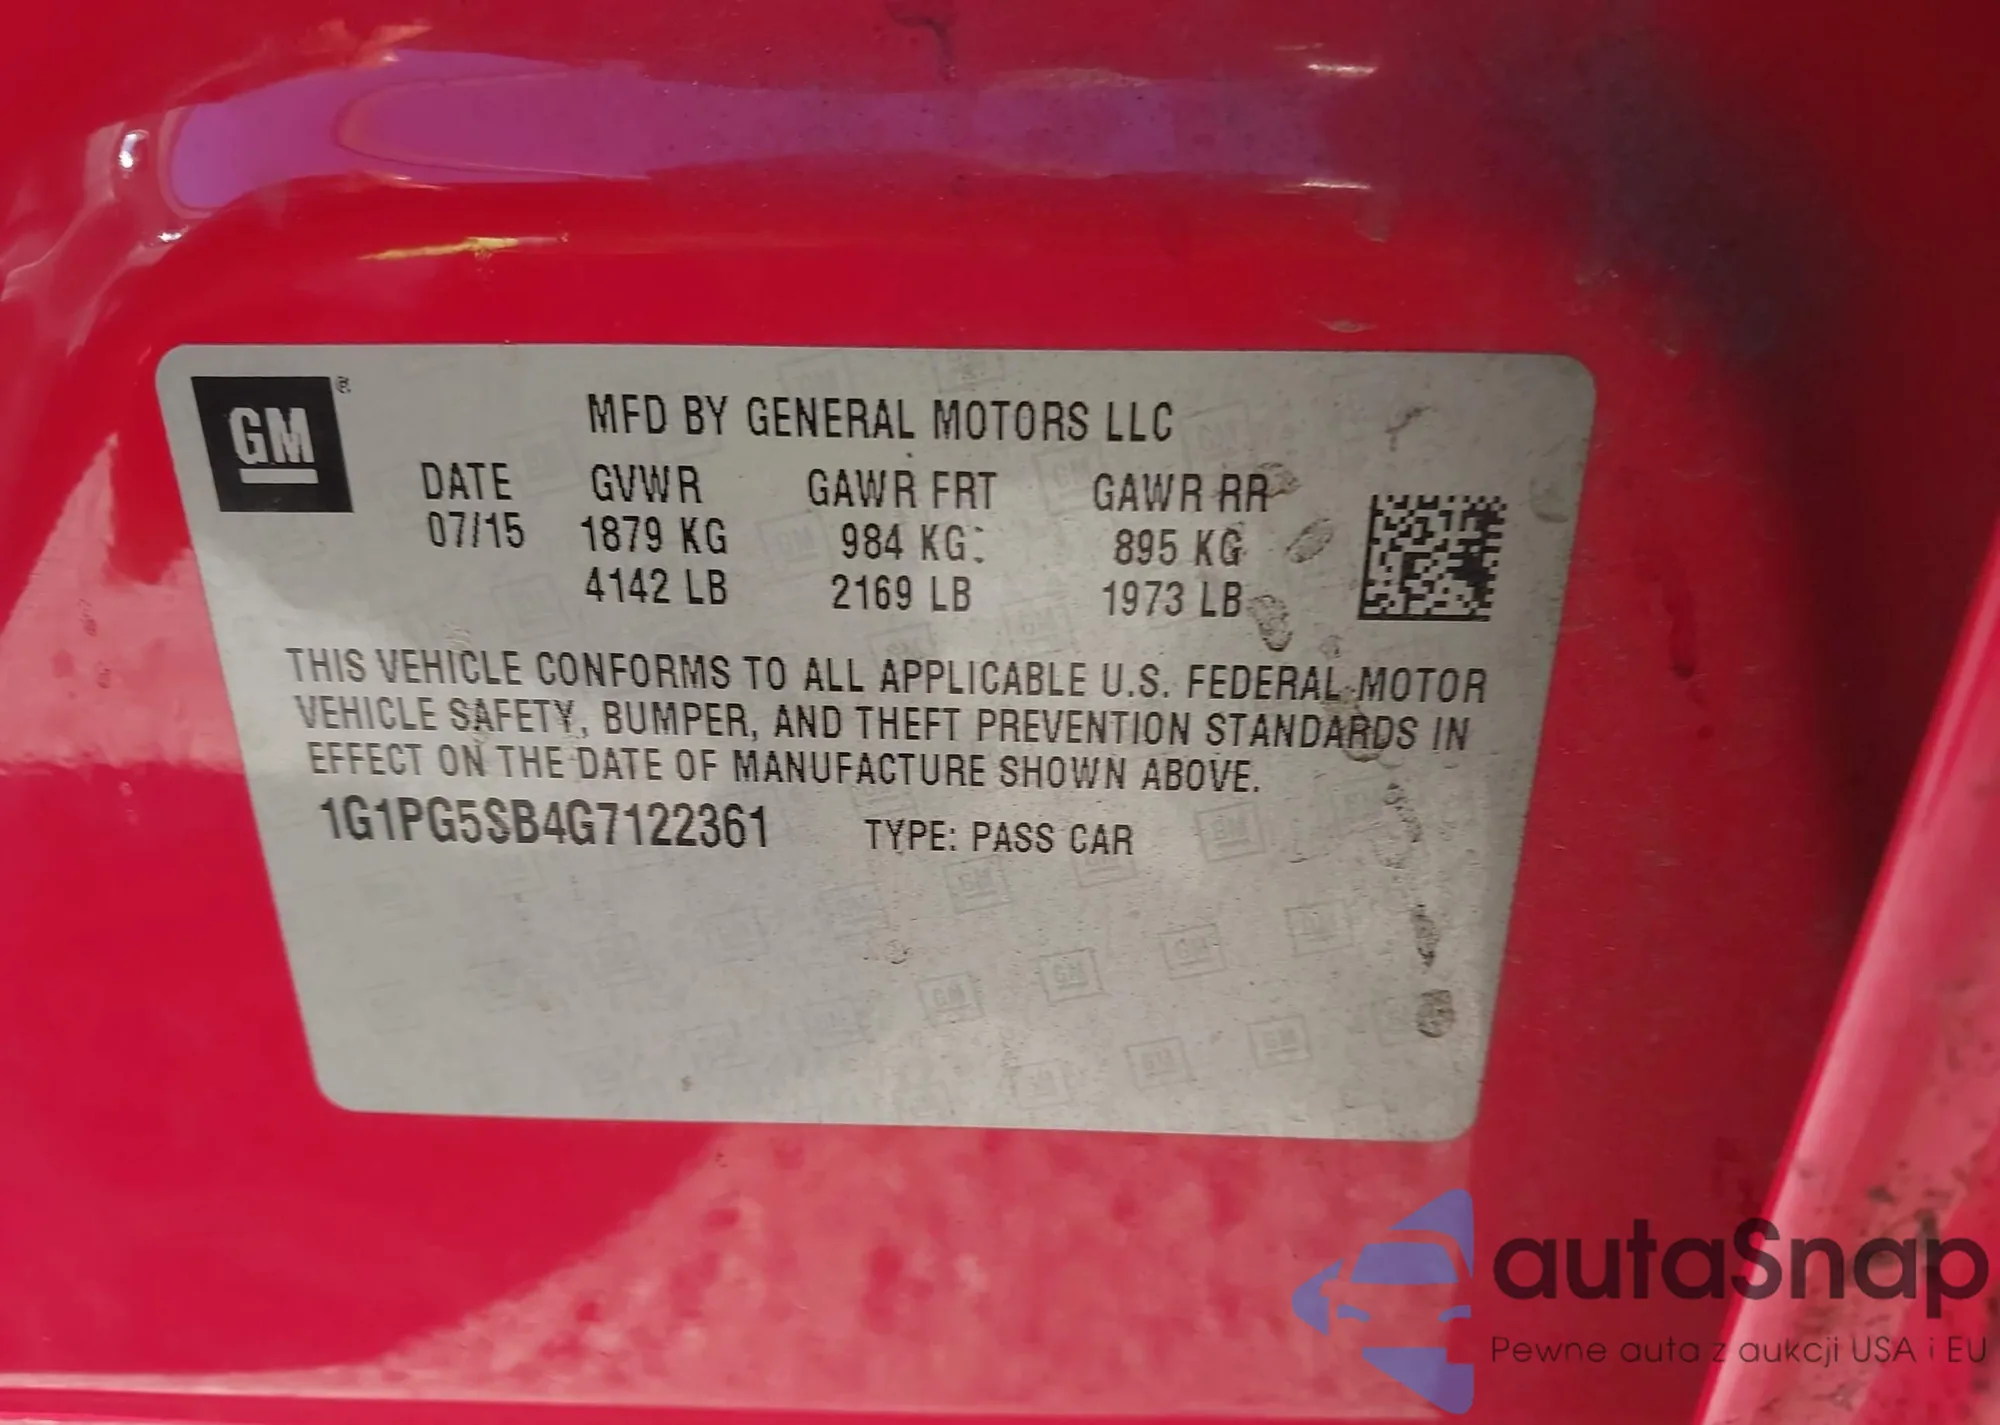 GM ®
MFD BY GENERAL MOTORS LLC
DATE GVWR GAWR FRT GAWR RR
07/15 1879 KG 984 KG 895 KG
4142 LB 2169 LB 1973 LB
THIS VEHICLE CONFORMS TO ALL APPLICABLE U.S. FEDERAL MOTOR
VEHICLE SAFETY, BUMPER, AND THEFT PREVENTION STANDARDS IN
EFFECT ON THE DATE OF MANUFACTURE SHOWN ABOVE.
1G1PG5SB4G7122361 TYPE: PASS CAR
autaSnap
Pewne auta z aukcji USA i EU